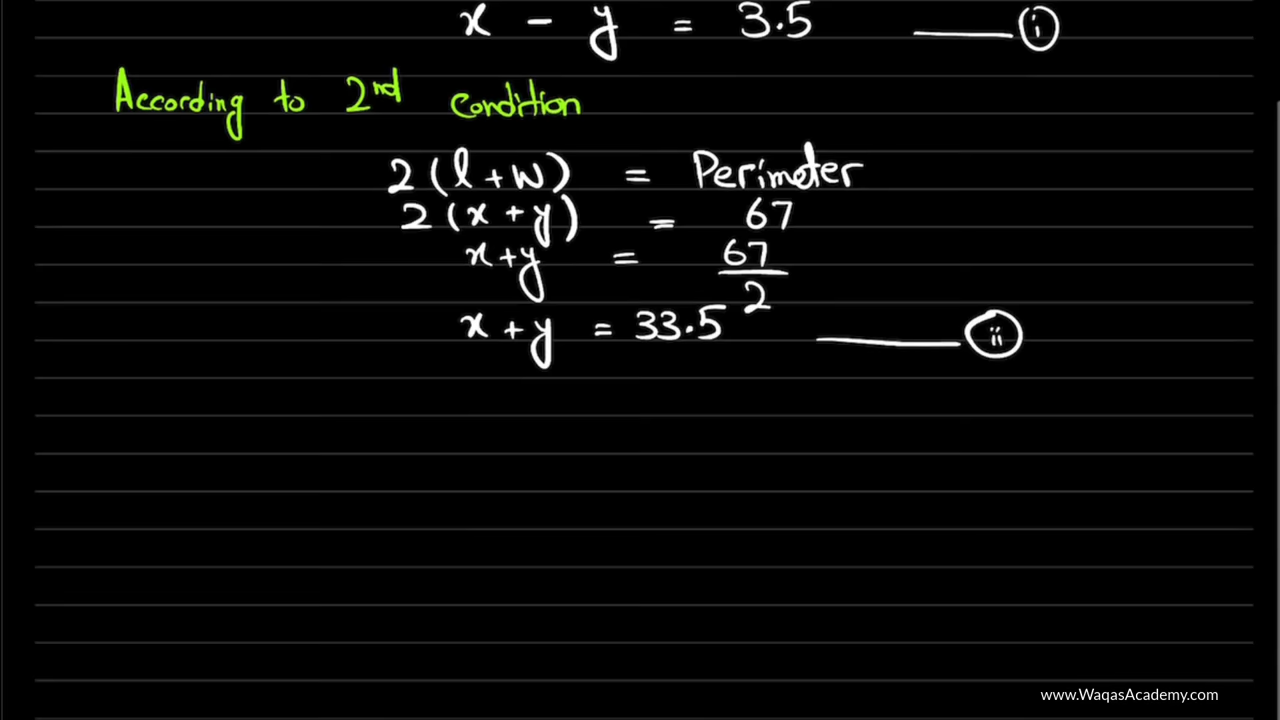 x - y = 3.5 —— (i)
According to 2nd Condition
2(l+w) = Perimeter
2(x+y) = 67
x+y = 67/2
x + y = 33.5 —— (ii)
www.WaqasAcademy.com